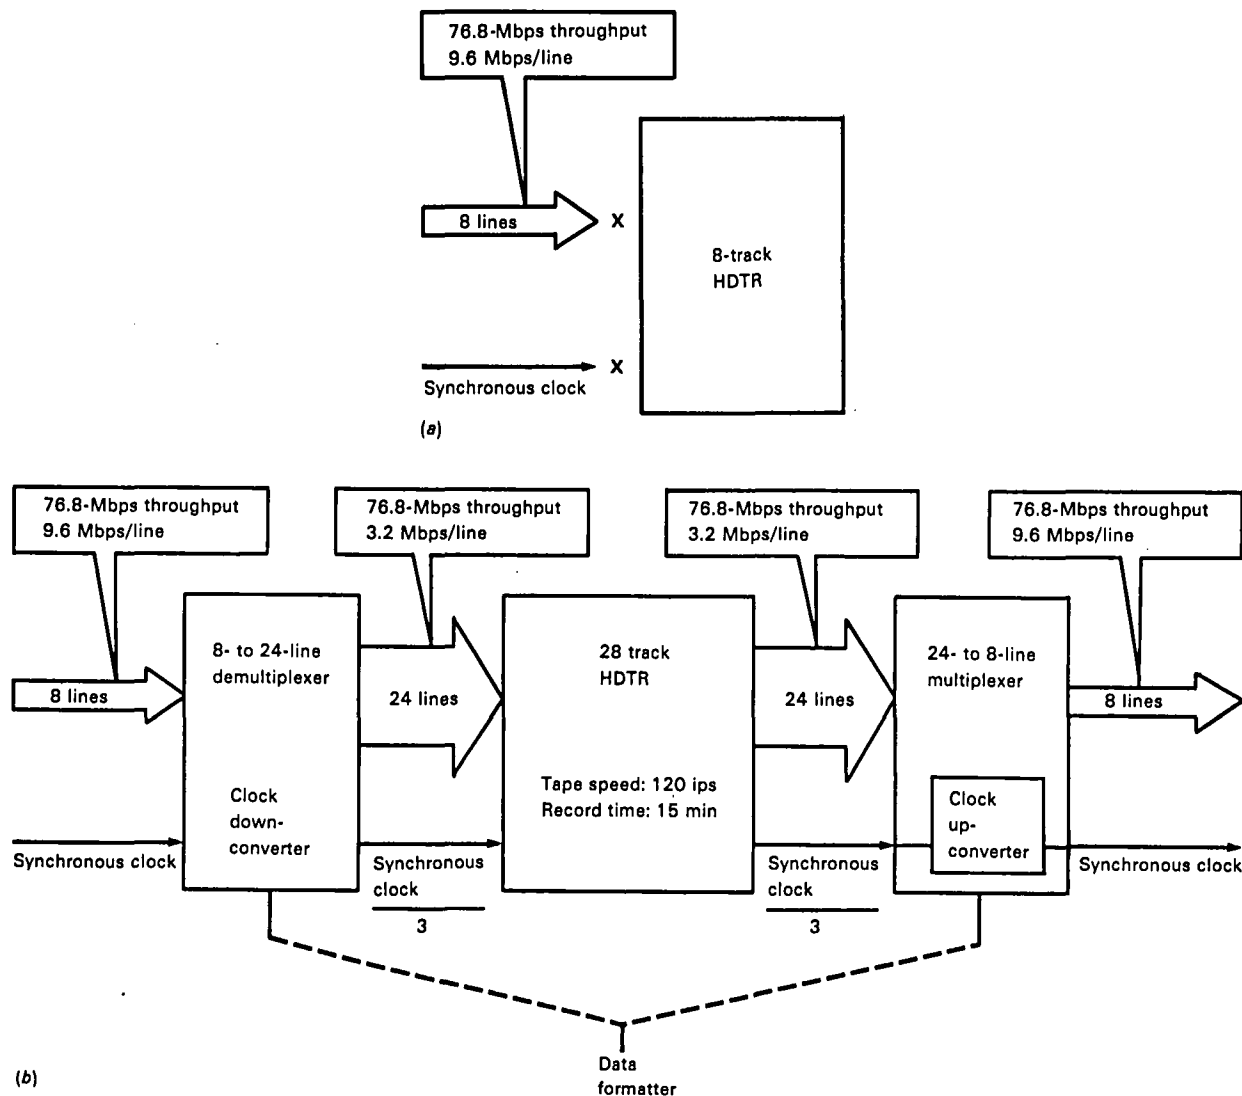 76.8-Mbps throughput
9.6 Mbps/line
8 lines
X
8-track
HDTR
X
Synchronous clock
(a)
76.8-Mbps throughput
9.6 Mbps/line
76.8-Mbps throughput
3.2 Mbps/line
76.8-Mbps throughput
3.2 Mbps/line
76.8-Mbps throughput
9.6 Mbps/line
8 lines
8- to 24-line
demultiplexer
Clock
down-
converter
24 lines
28 track
HDTR
Tape speed: 120 ips
Record time: 15 min
24 lines
24- to 8-line
multiplexer
Clock
up-
converter
8 lines
Synchronous clock
Synchronous
clock
3
Synchronous
clock
3
Synchronous clock
Data
formatter
(b)